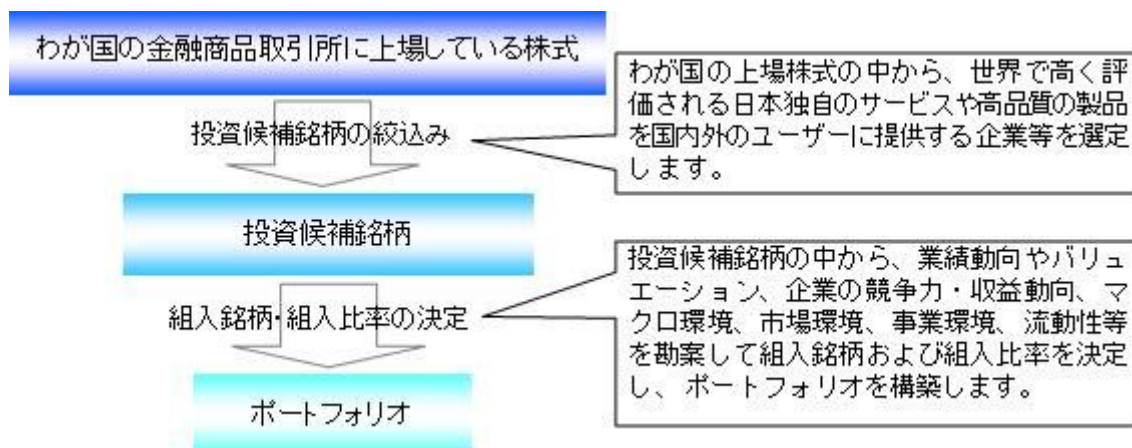 わが国の金融商品取引所に上場している株式
投資候補銘柄の絞込み
わが国の上場株式の中から、世界で高く評
価される日本独自のサービスや高品質の製品
を国内外のユーザーに提供する企業等を選定
します。
投資候補銘柄
組入銘柄・組入比率の決定
投資候補銘柄の中から、業績動向やバリュ
エーション、企業の競争力・収益動向、マ
クロ環境、市場環境、事業環境、流動性等
を勘案して組入銘柄および組入比率を決定
し、ポートフォリオを構築します。
ポートフォリオ